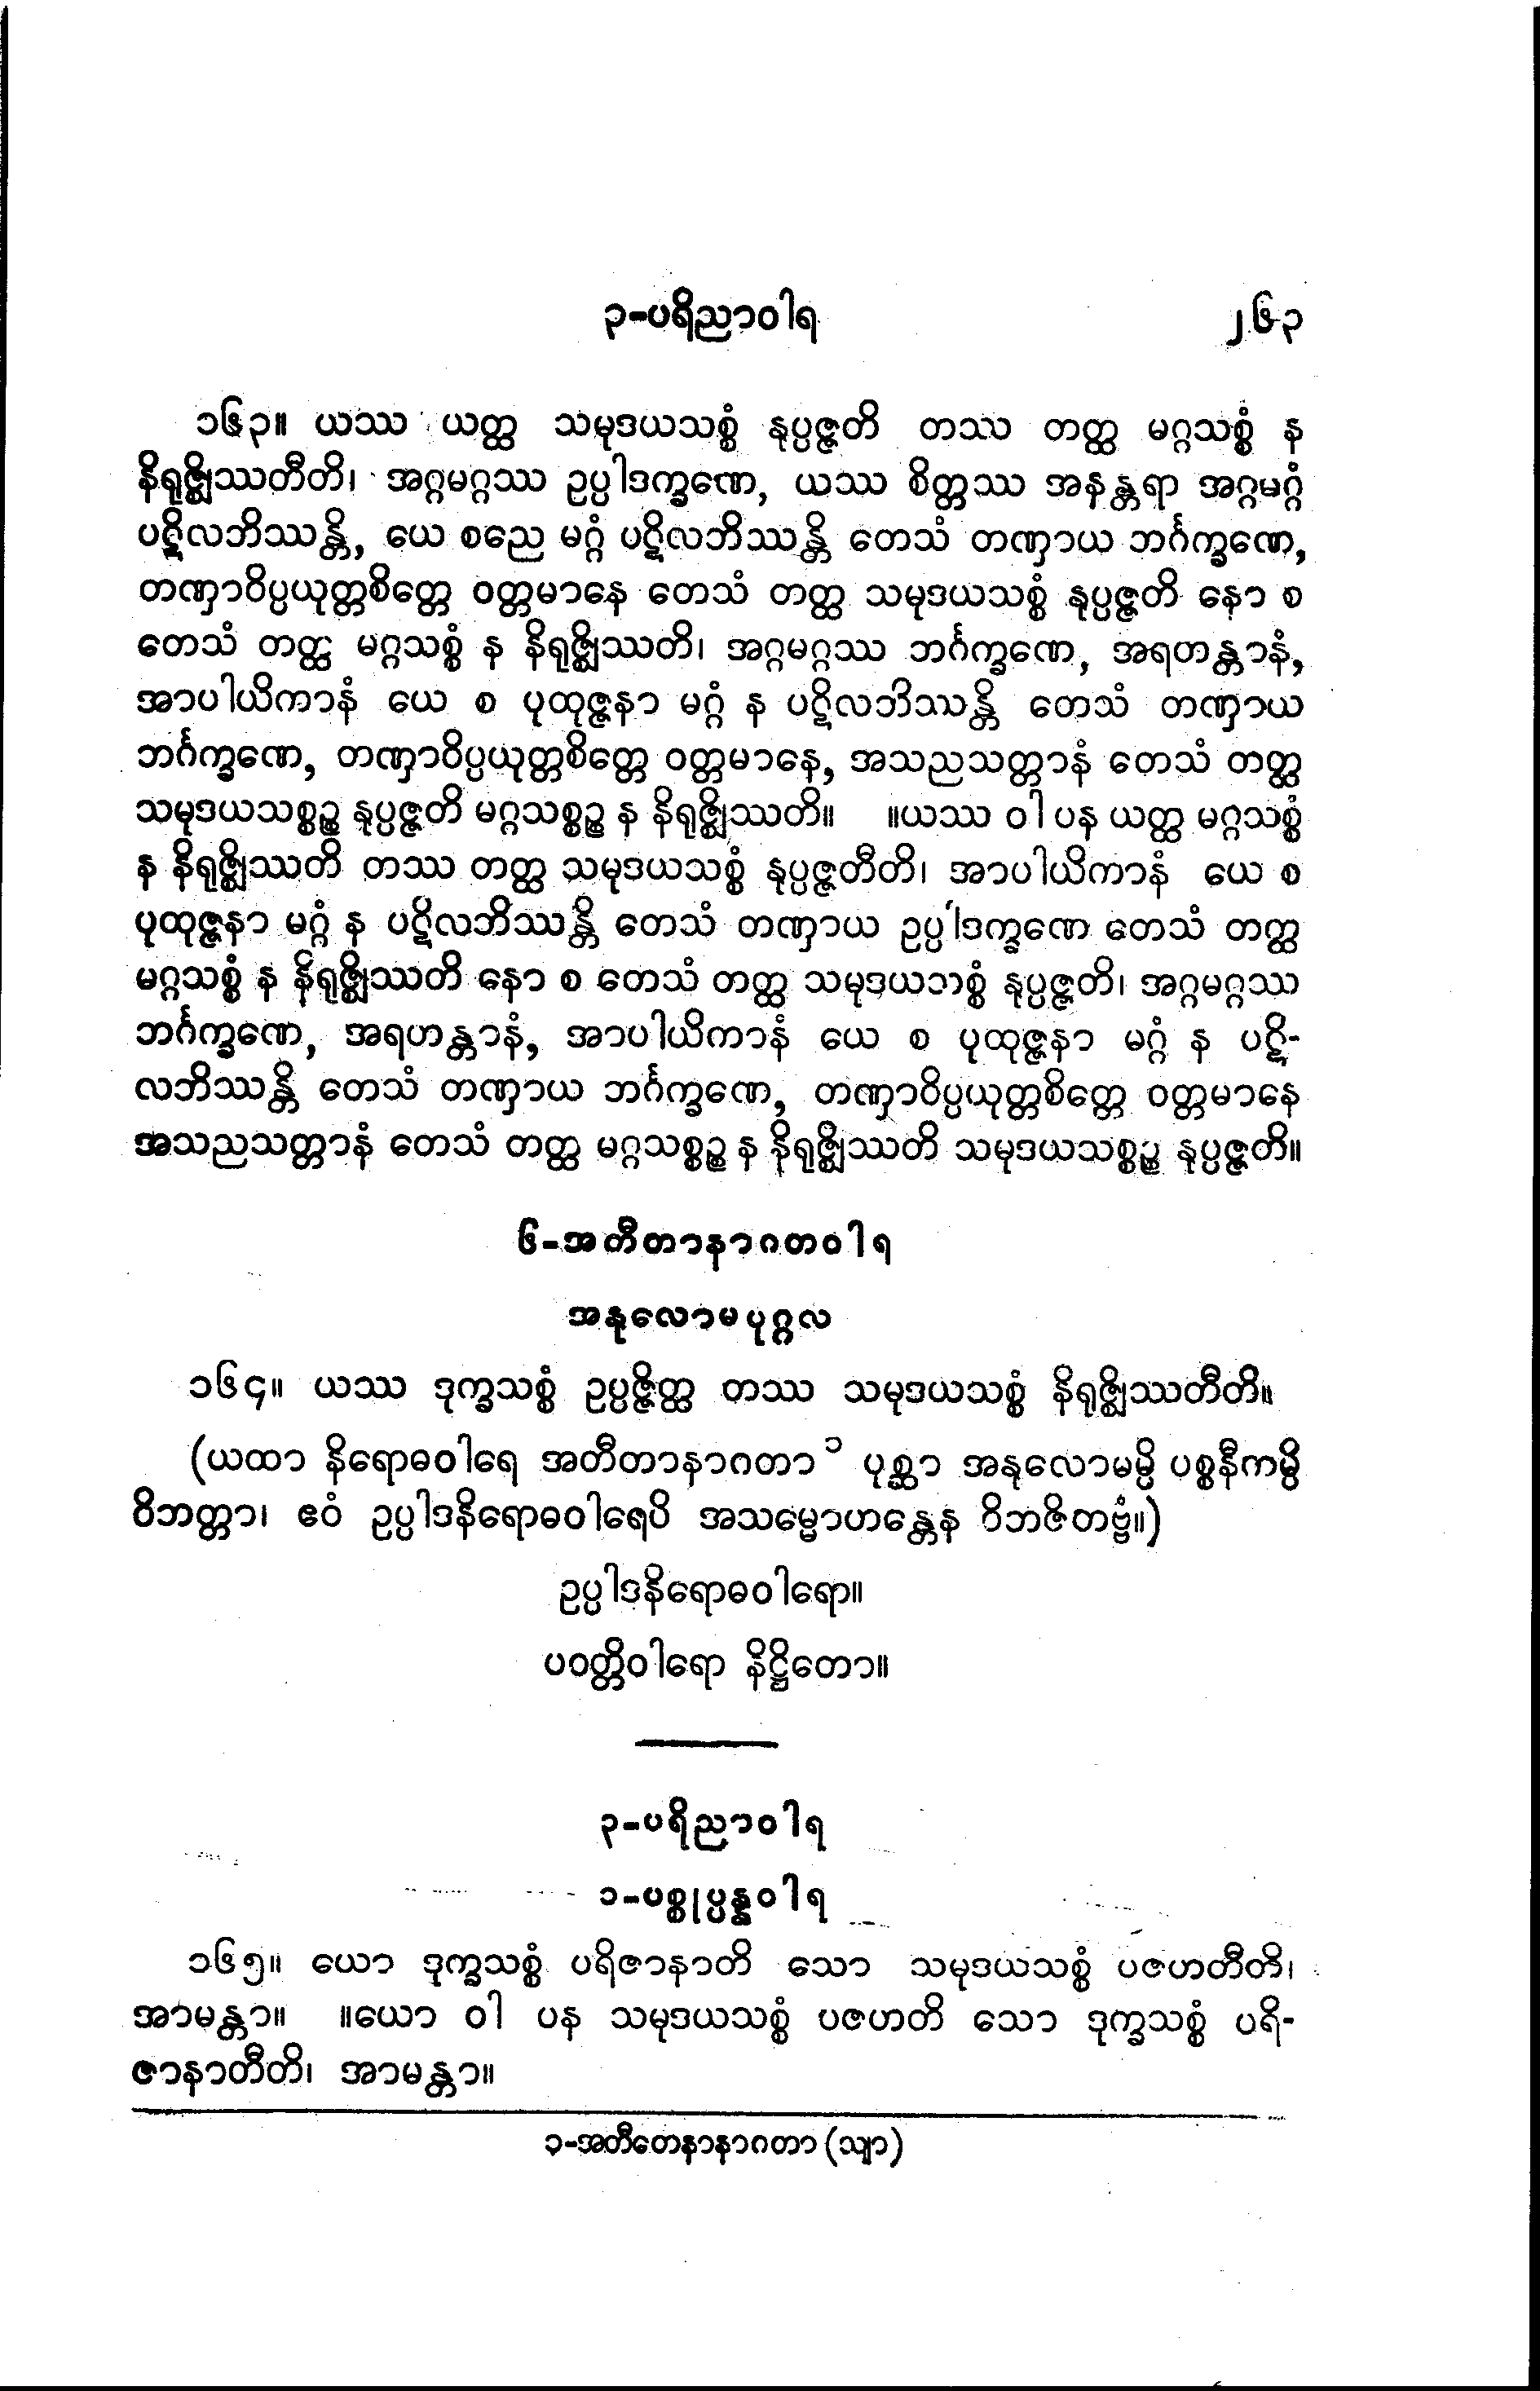 ၃-ပရိညာဝါရ ၂၆၃
၁၆၃။ ယဿ ယတ္ထ သမုဒယသစ္စံ နုပ္ပဇ္ဇတိ တဿ တတ္ထ မဂ္ဂသစ္စံ န
နိရုဇ္ဈိဿတီတိ၊ အဂ္ဂမဂ္ဂဿ ဥပ္ပါဒက္ခဏေ, ယဿ စိတ္တဿ အနန္တရာ အဂ္ဂမဂ္ဂံ
ပဋိလဘိဿန္တိ, ယေ စညေ မဂ္ဂံ ပဋိလဘိဿန္တိ တေသံ တဏှာယ ဘင်္ဂက္ခဏေ,
တဏှာဝိပ္ပယုတ္တစိတ္တေ ဝတ္တမာနေ တေသံ တတ္ထ သမုဒယသစ္စံ နုပ္ပဇ္ဇတိ နော စ
တေသံ တတ္ထ မဂ္ဂသစ္စံ န နိရုဇ္ဈိဿတိ၊ အဂ္ဂမဂ္ဂဿ ဘင်္ဂက္ခဏေ, အရဟန္တာနံ,
အာပါယိကာနံ ယေ စ ပုထုဇ္ဇနာ မဂ္ဂံ န ပဋိလဘိဿန္တိ တေသံ တဏှာယ
ဘင်္ဂက္ခဏေ, တဏှာဝိပ္ပယုတ္တစိတ္တေ ဝတ္တမာနေ, အသညသတ္တာနံ တေသံ တတ္ထ
သမုဒယသစ္စဉ္စ နုပ္ပဇ္ဇတိ မဂ္ဂသစ္စဉ္စ န နိရုဇ္ဈိဿတိ။ ။ယဿ ဝါ ပန ယတ္ထ မဂ္ဂသစ္စံ
န နိရုဇ္ဈိဿတိ တဿ တတ္ထ သမုဒယသစ္စံ နုပ္ပဇ္ဇတီတိ၊ အာပါယိကာနံ ယေ စ
ပုထုဇ္ဇနာ မဂ္ဂံ န ပဋိလဘိဿန္တိ တေသံ တဏှာယ ဥပ္ပါဒက္ခဏေ တေသံ တတ္ထ
မဂ္ဂသစ္စံ န နိရုဇ္ဈိဿတိ နော စ တေသံ တတ္ထ သမုဒယသစ္စံ နုပ္ပဇ္ဇတိ၊ အဂ္ဂမဂ္ဂဿ
ဘင်္ဂက္ခဏေ, အရဟန္တာနံ, အာပါယိကာနံ ယေ စ ပုထုဇ္ဇနာ မဂ္ဂံ န ပဋိ-
လဘိဿန္တိ တေသံ တဏှာယ ဘင်္ဂက္ခဏေ, တဏှာဝိပ္ပယုတ္တစိတ္တေ ဝတ္တမာနေ
အသညသတ္တာနံ တေသံ တတ္ထ မဂ္ဂသစ္စဉ္စ န နိရုဇ္ဈိဿတိ သမုဒယသစ္စဉ္စ နုပ္ပဇ္ဇတိ။
၆-အတီတာနာဂတဝါရ
အနုလောမပုဂ္ဂလ
၁၆၄။ ယဿ ဒုက္ခသစ္စံ ဥပ္ပဇ္ဇိတ္ထ တဿ သမုဒယသစ္စံ နိရုဇ္ဈိဿတီတိ။
(ယထာ နိရောဓဝါရေ အတီတာနာဂတာ ၁ ပုစ္ဆာ အနုလောမမ္ပိ ပစ္စနီကမ္ပိ
ဝိဘတ္တာ၊ ဧဝံ ဥပ္ပါဒနိရောဓဝါရေပိ အသမ္မောဟန္တေန ဝိဘဇိတဗ္ဗံ။)
ဥပ္ပါဒနိရောဓဝါရော။
ပဝတ္တိဝါရော နိဋ္ဌိတော။
၃-ပရိညာဝါရ
၁-ပစ္စုပ္ပန္နဝါရ
၁၆၅။ ယော ဒုက္ခသစ္စံ ပရိဇာနာတိ သော သမုဒယသစ္စံ ပဇဟတီတိ၊
အာမန္တာ။ ။ယော ဝါ ပန သမုဒယသစ္စံ ပဇဟတိ သော ဒုက္ခသစ္စံ ပရိ-
ဇာနာတီတိ၊ အာမန္တာ။
၁-အတီတေနာနာဂတာ (သျာ)